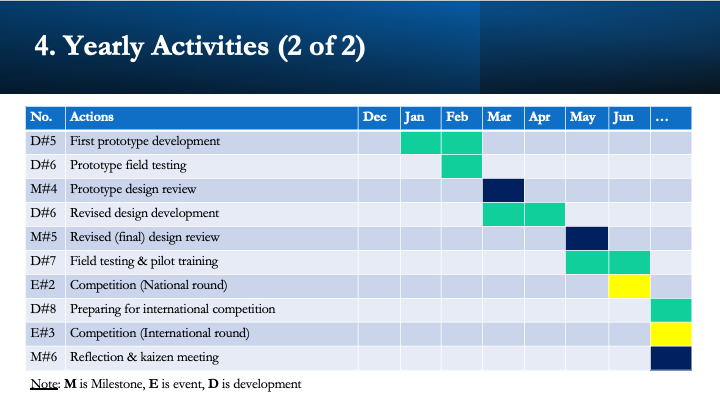 4. Yearly Activities (2 of 2)
No. Actions Dec Jan Feb Mar Apr May Jun ...
D#5 First prototype development
D#6 Prototype field testing
M#4 Prototype design review
D#6 Revised design development
M#5 Revised (final) design review
D#7 Field testing & pilot training
E#2 Competition (National round)
D#8 Preparing for international competition
E#3 Competition (International round)
M#6 Reflection & kaizen meeting
Note: M is Milestone, E is event, D is development